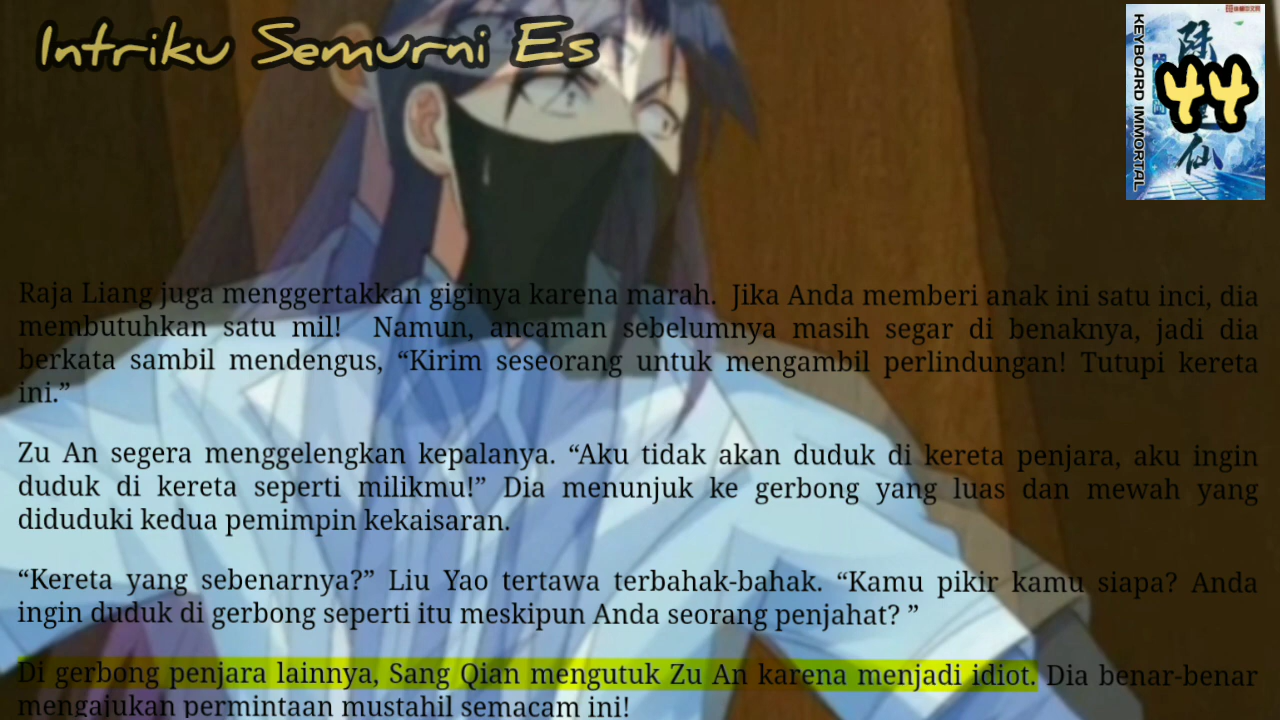 Intriku Semurni Es
KEYBOARD IMMORTAL
44
仙
Raja Liang juga menggertakkan giginya karena marah. Jika Anda memberi anak ini satu inci, dia
membutuhkan satu mil! Namun, ancaman sebelumnya masih segar di benaknya, jadi dia
berkata sambil mendengus, “Kirim seseorang untuk mengambil perlindungan! Tutupi kereta
ini.”
Zu An segera menggelengkan kepalanya. “Aku tidak akan duduk di kereta penjara, aku ingin
duduk di kereta seperti milikmu!” Dia menunjuk ke gerbong yang luas dan mewah yang
diduduki kedua pemimpin kekaisaran.
“Kereta yang sebenarnya?” Liu Yao tertawa terbahak-bahak. “Kamu pikir kamu siapa? Anda
ingin duduk di gerbong seperti itu meskipun Anda seorang penjahat? ”
Di gerbong penjara lainnya, Sang Qian mengutuk Zu An karena menjadi idiot. Dia benar-benar
mengajukan permintaan mustahil semacam ini!